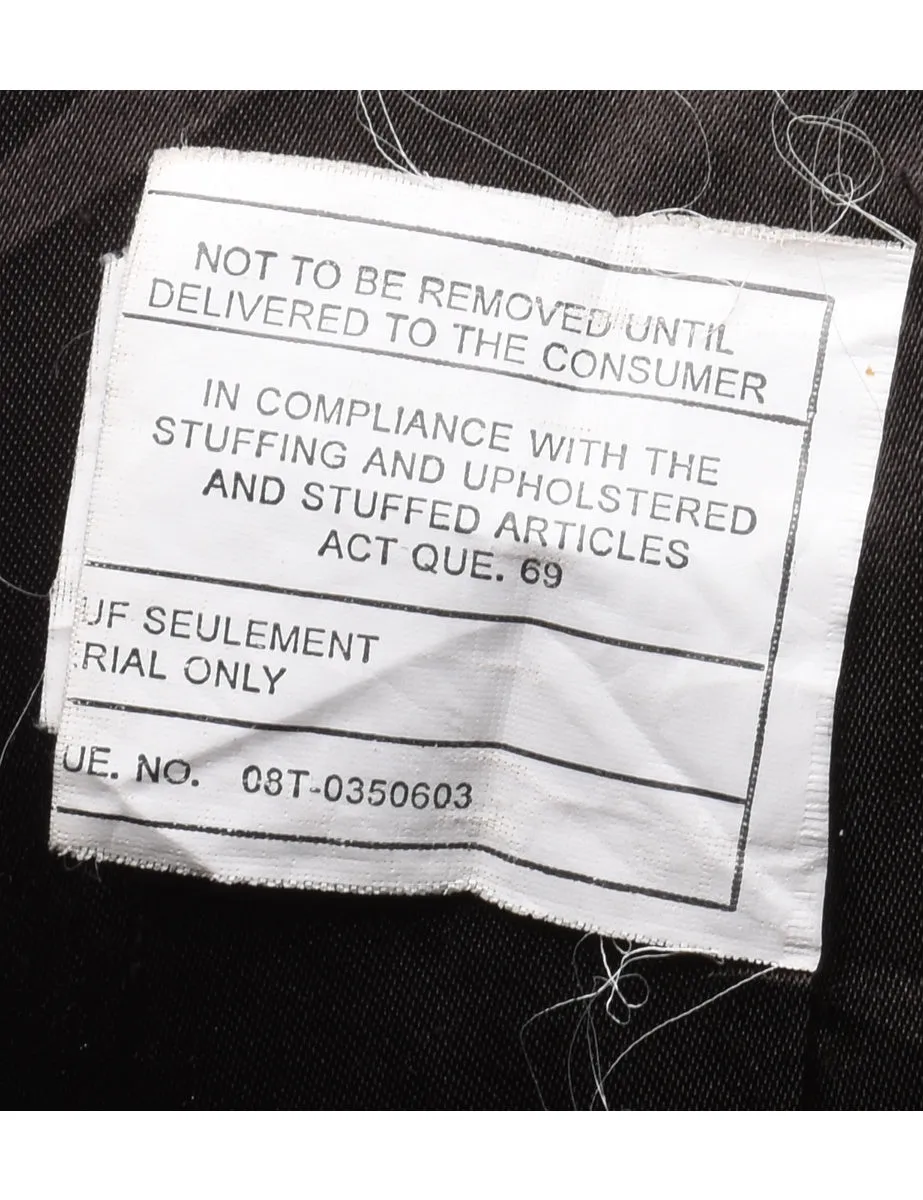 NOT TO BE REMOVED UNTIL
DELIVERED TO THE CONSUMER
IN COMPLIANCE WITH THE
STUFFING AND UPHOLSTERED
AND STUFFED ARTICLES
ACT QUE. 69
UF SEULEMENT
RIAL ONLY
UE. NO. 08T-0350603